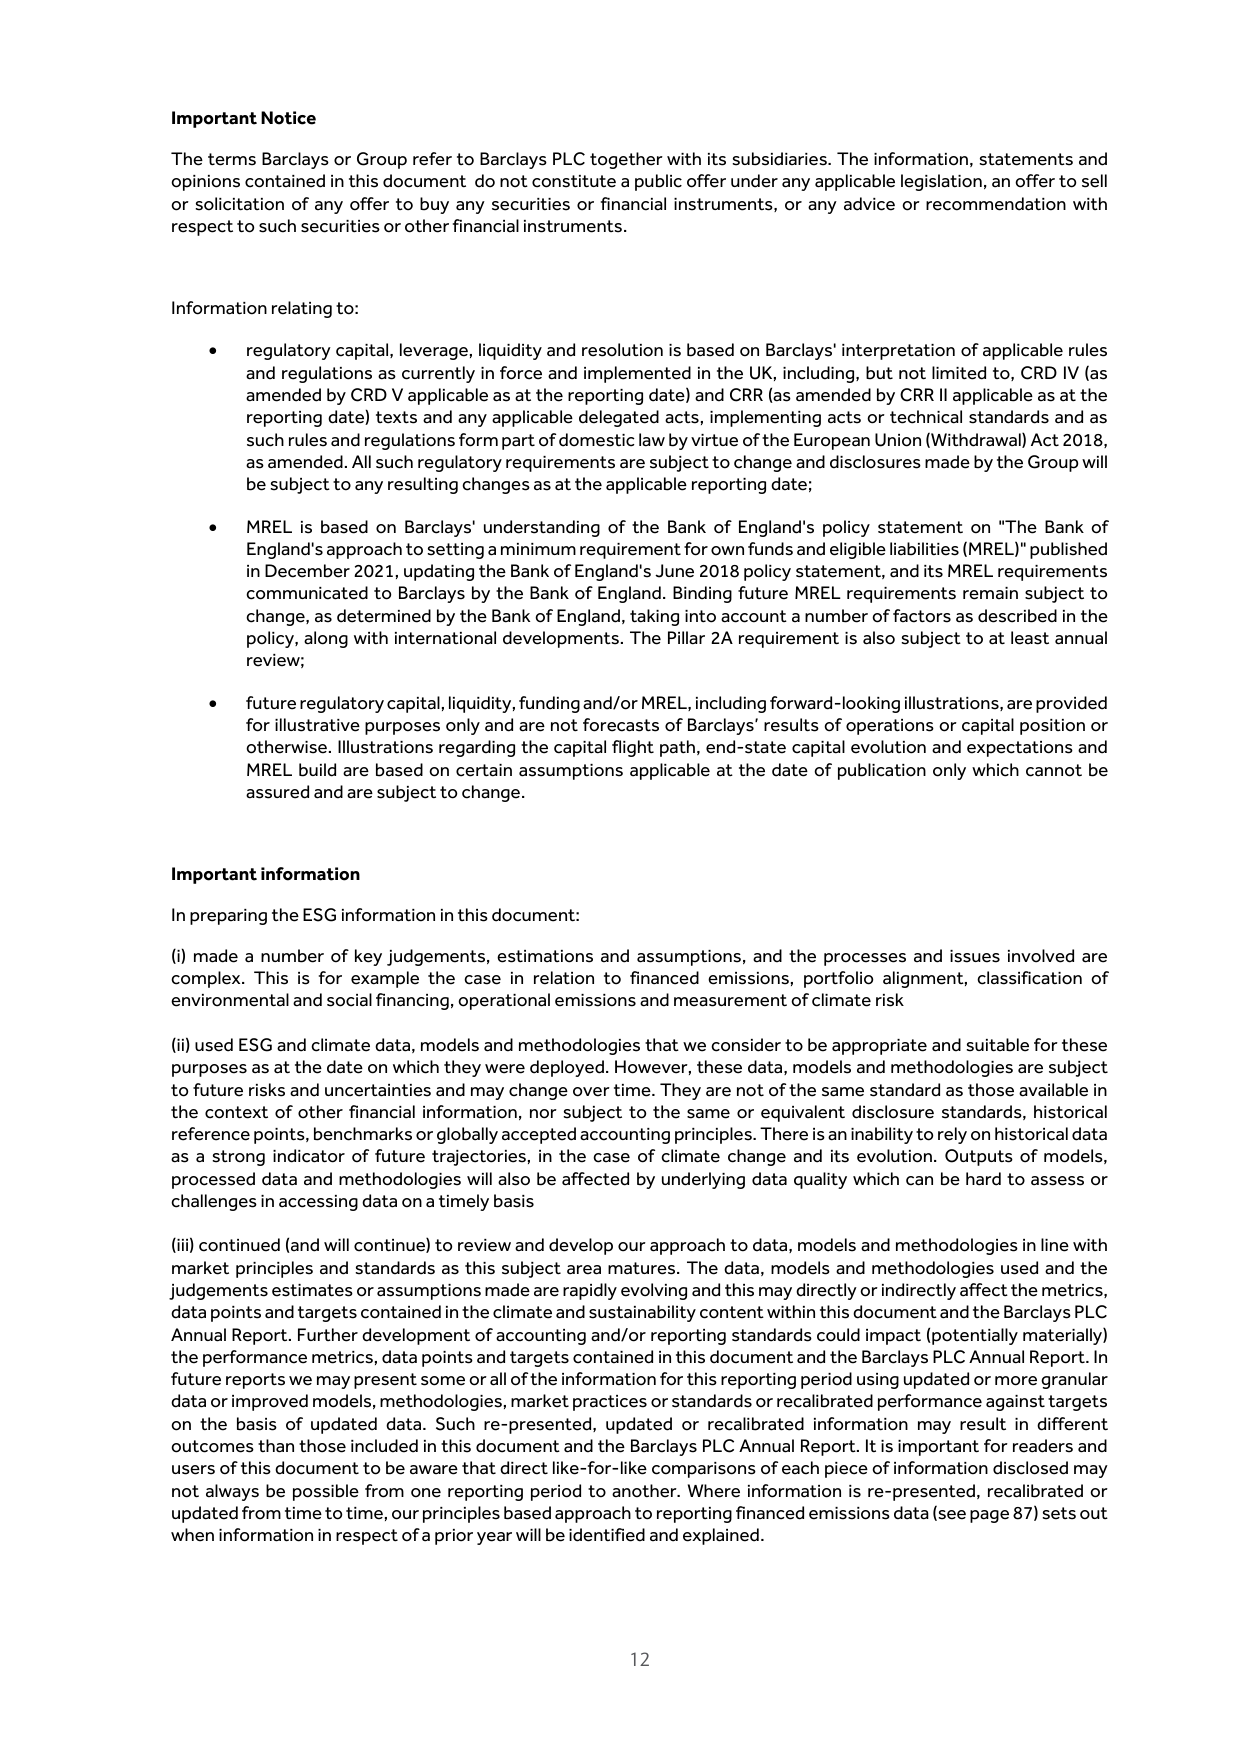 Important Notice
The terms Barclays or Group refer to Barclays PLC together with its subsidiaries. The information, statements and
opinions contained in this document  do not constitute a public offer under any applicable legislation, an offer to sell
or solicitation of any offer to buy any securities or financial instruments, or any advice or recommendation with
respect to such securities or other financial instruments.
Information relating to:
• regulatory capital, leverage, liquidity and resolution is based on Barclays' interpretation of applicable rules
and regulations as currently in force and implemented in the UK, including, but not limited to, CRD IV (as
amended by CRD V applicable as at the reporting date) and CRR (as amended by CRR II applicable as at the
reporting date) texts and any applicable delegated acts, implementing acts or technical standards and as
such rules and regulations form part of domestic law by virtue of the European Union (Withdrawal) Act 2018,
as amended. All such regulatory requirements are subject to change and disclosures made by the Group will
be subject to any resulting changes as at the applicable reporting date;
• MREL is based on Barclays' understanding of the Bank of England's policy statement on "The Bank of
England's approach to setting a minimum requirement for own funds and eligible liabilities (MREL)" published
in December 2021, updating the Bank of England's June 2018 policy statement, and its MREL requirements
communicated to Barclays by the Bank of England. Binding future MREL requirements remain subject to
change, as determined by the Bank of England, taking into account a number of factors as described in the
policy, along with international developments. The Pillar 2A requirement is also subject to at least annual
review;
• future regulatory capital, liquidity, funding and/or MREL, including forward-looking illustrations, are provided
for illustrative purposes only and are not forecasts of Barclays’ results of operations or capital position or
otherwise. Illustrations regarding the capital flight path, end-state capital evolution and expectations and
MREL build are based on certain assumptions applicable at the date of publication only which cannot be
assured and are subject to change.
Important information
In preparing the ESG information in this document:
(i) made a number of key judgements, estimations and assumptions, and the processes and issues involved are
complex. This is for example the case in relation to financed emissions, portfolio alignment, classification of
environmental and social financing, operational emissions and measurement of climate risk
(ii) used ESG and climate data, models and methodologies that we consider to be appropriate and suitable for these
purposes as at the date on which they were deployed. However, these data, models and methodologies are subject
to future risks and uncertainties and may change over time. They are not of the same standard as those available in
the context of other financial information, nor subject to the same or equivalent disclosure standards, historical
reference points, benchmarks or globally accepted accounting principles. There is an inability to rely on historical data
as a strong indicator of future trajectories, in the case of climate change and its evolution. Outputs of models,
processed data and methodologies will also be affected by underlying data quality which can be hard to assess or
challenges in accessing data on a timely basis
(iii) continued (and will continue) to review and develop our approach to data, models and methodologies in line with
market principles and standards as this subject area matures. The data, models and methodologies used and the
judgements estimates or assumptions made are rapidly evolving and this may directly or indirectly affect the metrics,
data points and targets contained in the climate and sustainability content within this document and the Barclays PLC
Annual Report. Further development of accounting and/or reporting standards could impact (potentially materially)
the performance metrics, data points and targets contained in this document and the Barclays PLC Annual Report. In
future reports we may present some or all of the information for this reporting period using updated or more granular
data or improved models, methodologies, market practices or standards or recalibrated performance against targets
on the basis of updated data. Such re-presented, updated or recalibrated information may result in different
outcomes than those included in this document and the Barclays PLC Annual Report. It is important for readers and
users of this document to be aware that direct like-for-like comparisons of each piece of information disclosed may
not always be possible from one reporting period to another. Where information is re-presented, recalibrated or
updated from time to time, our principles based approach to reporting financed emissions data (see page 87) sets out
when information in respect of a prior year will be identified and explained.
12